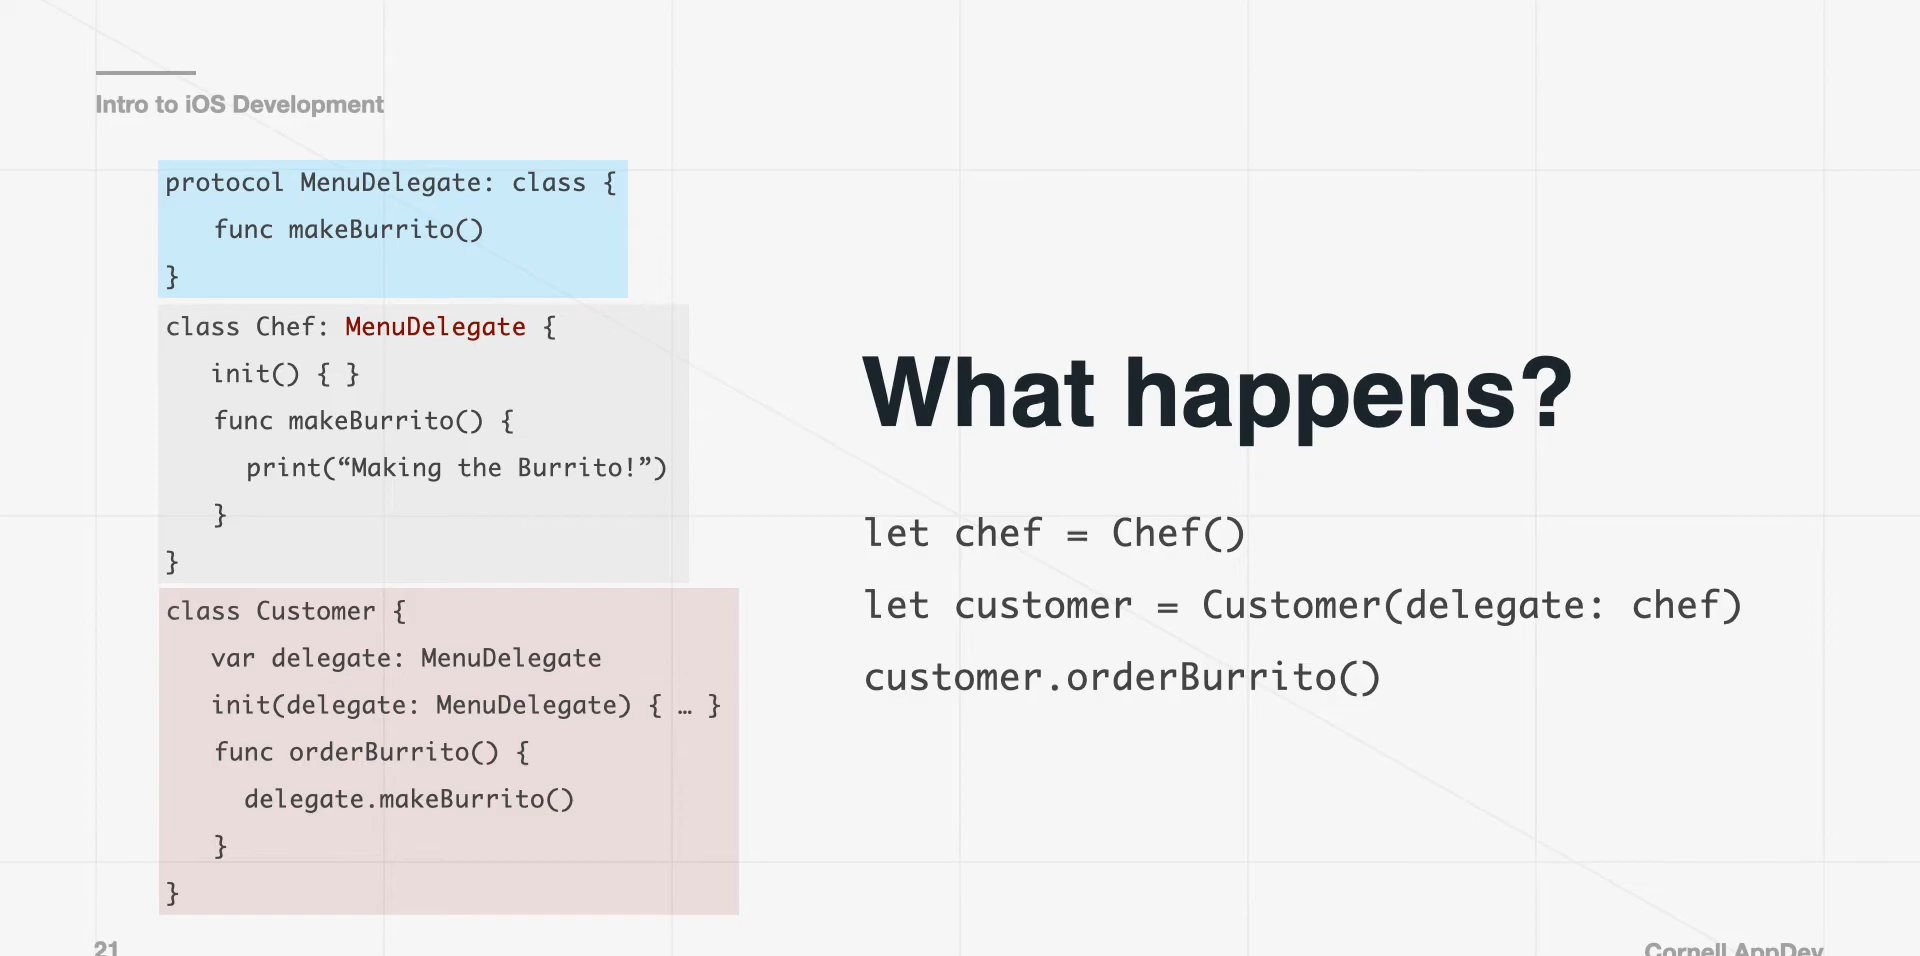 Intro to iOS Development
protocol MenuDelegate: class {
func makeBurrito()
}
class Chef: MenuDelegate {
init() { }
func makeBurrito() {
print(“Making the Burrito!”)
}
}
class Customer {
var delegate: MenuDelegate
init(delegate: MenuDelegate) { … }
func orderBurrito() {
delegate.makeBurrito()
}
}
What happens?
let chef = Chef()
let customer = Customer(delegate: chef)
customer.orderBurrito()
21
Cornell AppDev